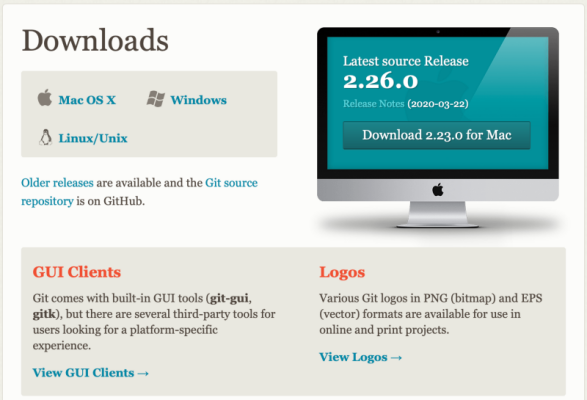 Downloads
Mac OS X
Windows
Linux/Unix
Older releases are available and the Git source
repository is on GitHub.
Latest source Release
2.26.0
Release Notes (2020-03-22)
Download 2.23.0 for Mac
GUI Clients
Git comes with built-in GUI tools (git-gui,
gitk), but there are several third-party tools for
users looking for a platform-specific
experience.
View GUI Clients →
Logos
Various Git logos in PNG (bitmap) and EPS
(vector) formats are available for use in
online and print projects.
View Logos →